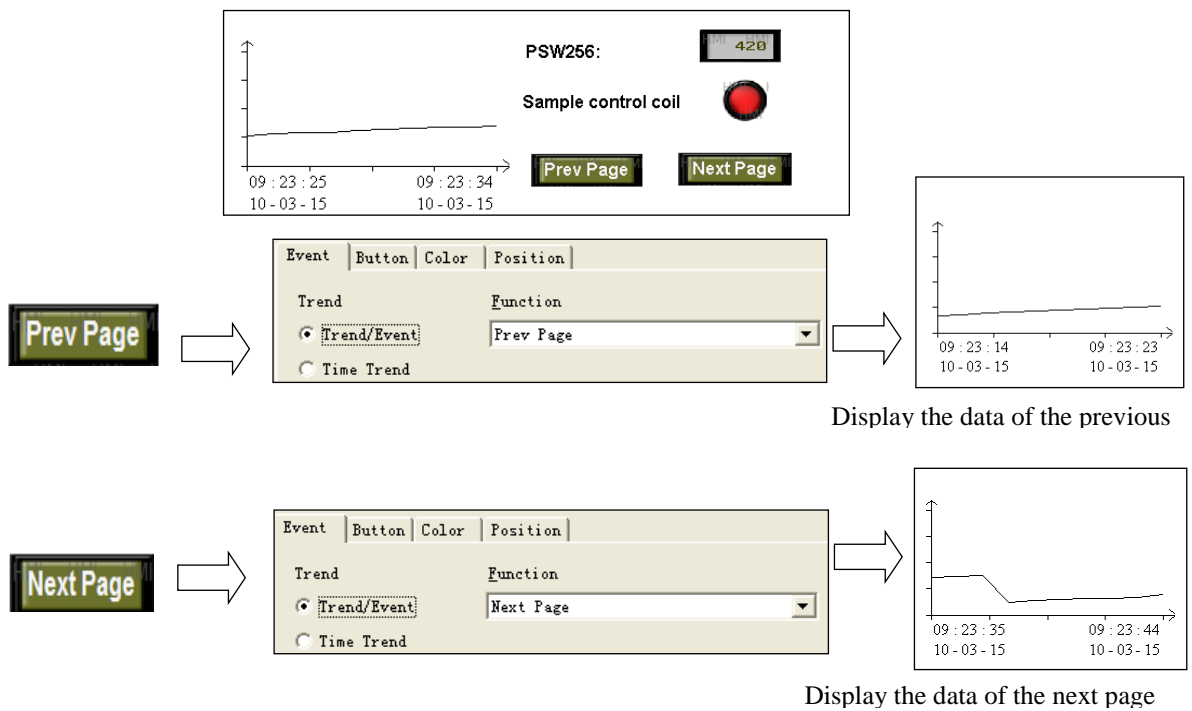 PSW256:
420
Sample control coil
Prev Page
Next Page
09 : 23 : 25
09 : 23 : 34
10 - 03 - 15
10 - 03 - 15
Event Button Color Position
Trend
Function
Trend/Event
Prev Page
Time Trend
Prev Page
09 : 23 : 14
09 : 23 : 23
10 - 03 - 15
10 - 03 - 15
Display the data of the previous
Event Button Color Position
Trend
Function
Trend/Event
Next Page
Time Trend
Next Page
09 : 23 : 35
09 : 23 : 44
10 - 03 - 15
10 - 03 - 15
Display the data of the next page